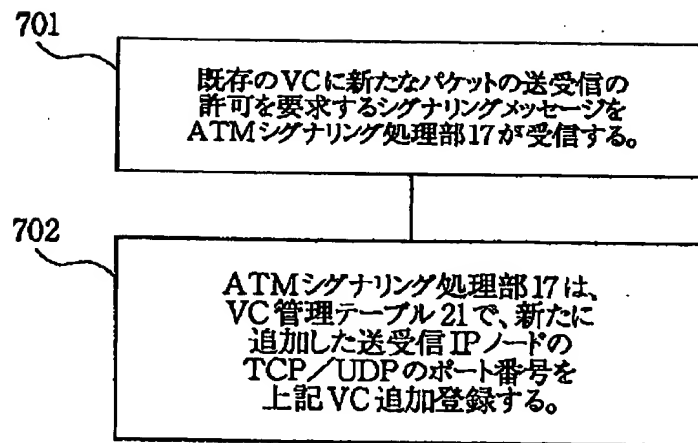 701
既存のVCに新たなパケットの送受信の
許可を要求するシグナリングメッセージを
ATMシグナリング処理部17が受信する。
702
ATMシグナリング処理部17は、
VC管理テーブル21で、新たに
追加した送受信IPノードの
TCP／UDPのポート番号を
上記VC追加登録する。